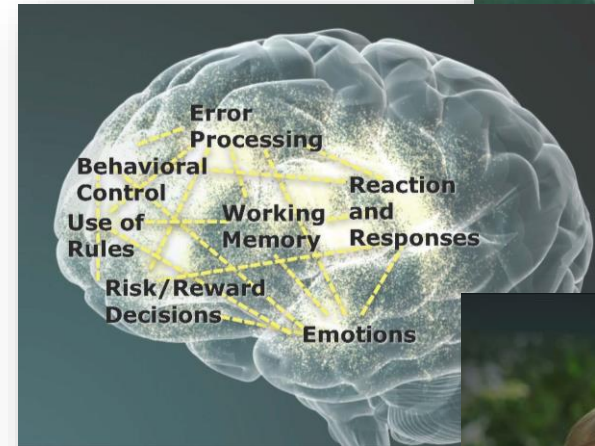 Error
Processing
Behavioral
Control
Reaction
and
Responses
Use of
Rules
Working
Memory
Risk/Reward
Decisions
Emotions